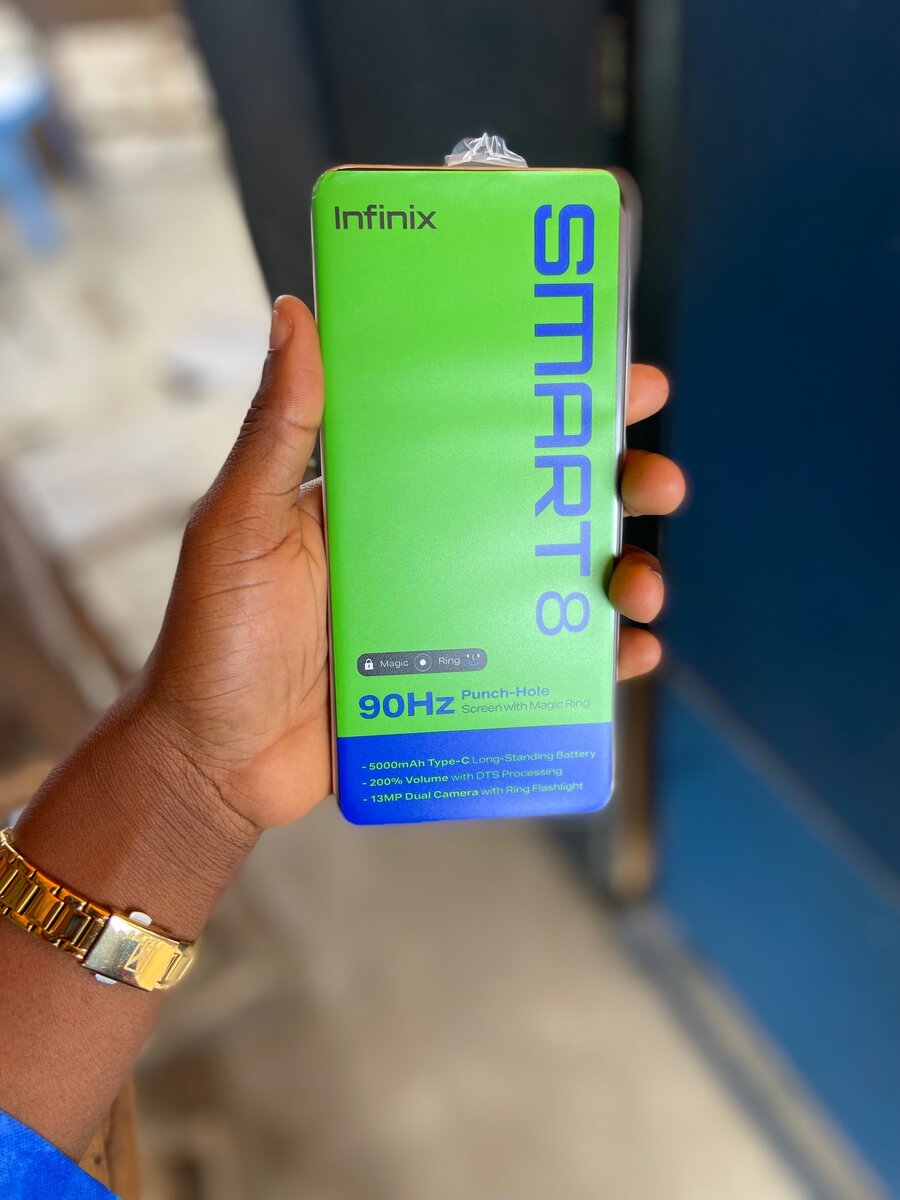 Infinix
SMART 8
Magic Ring
90Hz Punch-Hole
Screen with Magic Ring
- 5000mAh Type-C Long-Standing Battery
- 200% Volume with DTS Processing
- 13MP Dual Camera with Ring Flashlight